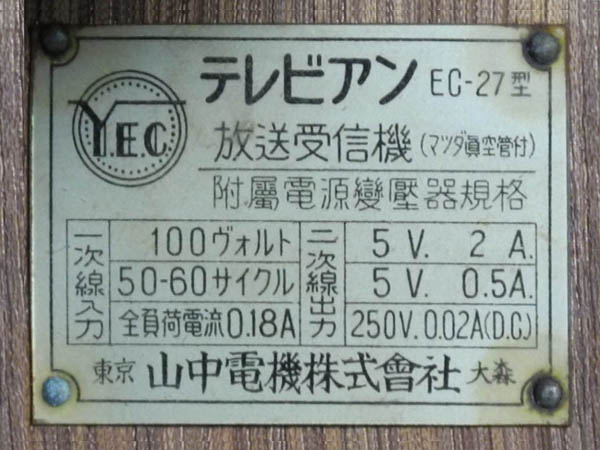 Y.E.C.
テレビアン EC-27型
放送受信機(マツダ眞空管付)
附屬電源變壓器規格
一次線入力
100ヴォルト
50-60サイクル
全負荷電流0.18A
二次線出力
5 V. 2 A.
5 V. 0.5A.
250V. 0.02A(D.C.)
東京 山中電機株式會社 大森